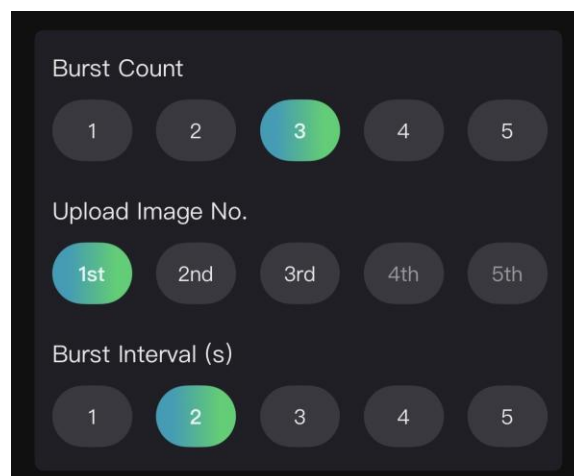 Burst Count
1 2 3 4 5
Upload Image No.
1st 2nd 3rd 4th 5th
Burst Interval (s)
1 2 3 4 5